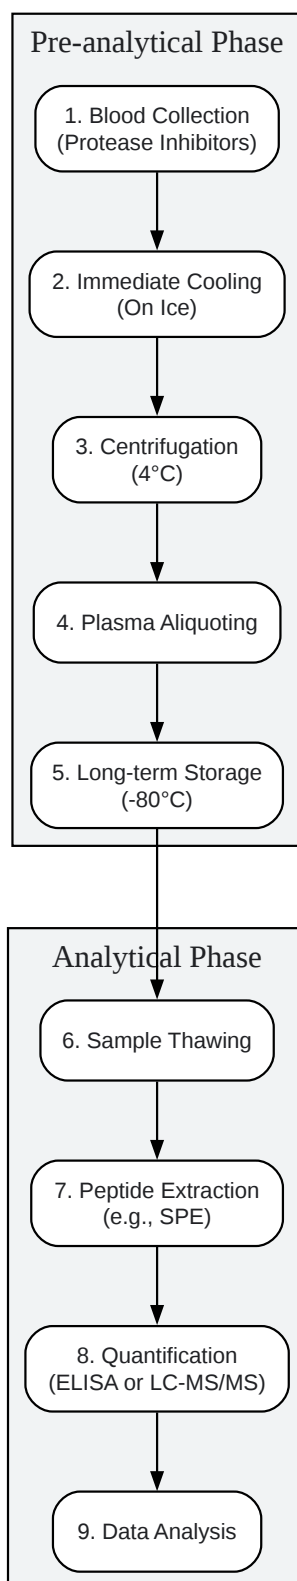 Pre-analytical Phase
1. Blood Collection
(Protease Inhibitors)
2. Immediate Cooling
(On Ice)
3. Centrifugation
(4°C)
4. Plasma Aliquoting
5. Long-term Storage
(-80°C)
Analytical Phase
6. Sample Thawing
7. Peptide Extraction
(e.g., SPE)
8. Quantification
(ELISA or LC-MS/MS)
9. Data Analysis